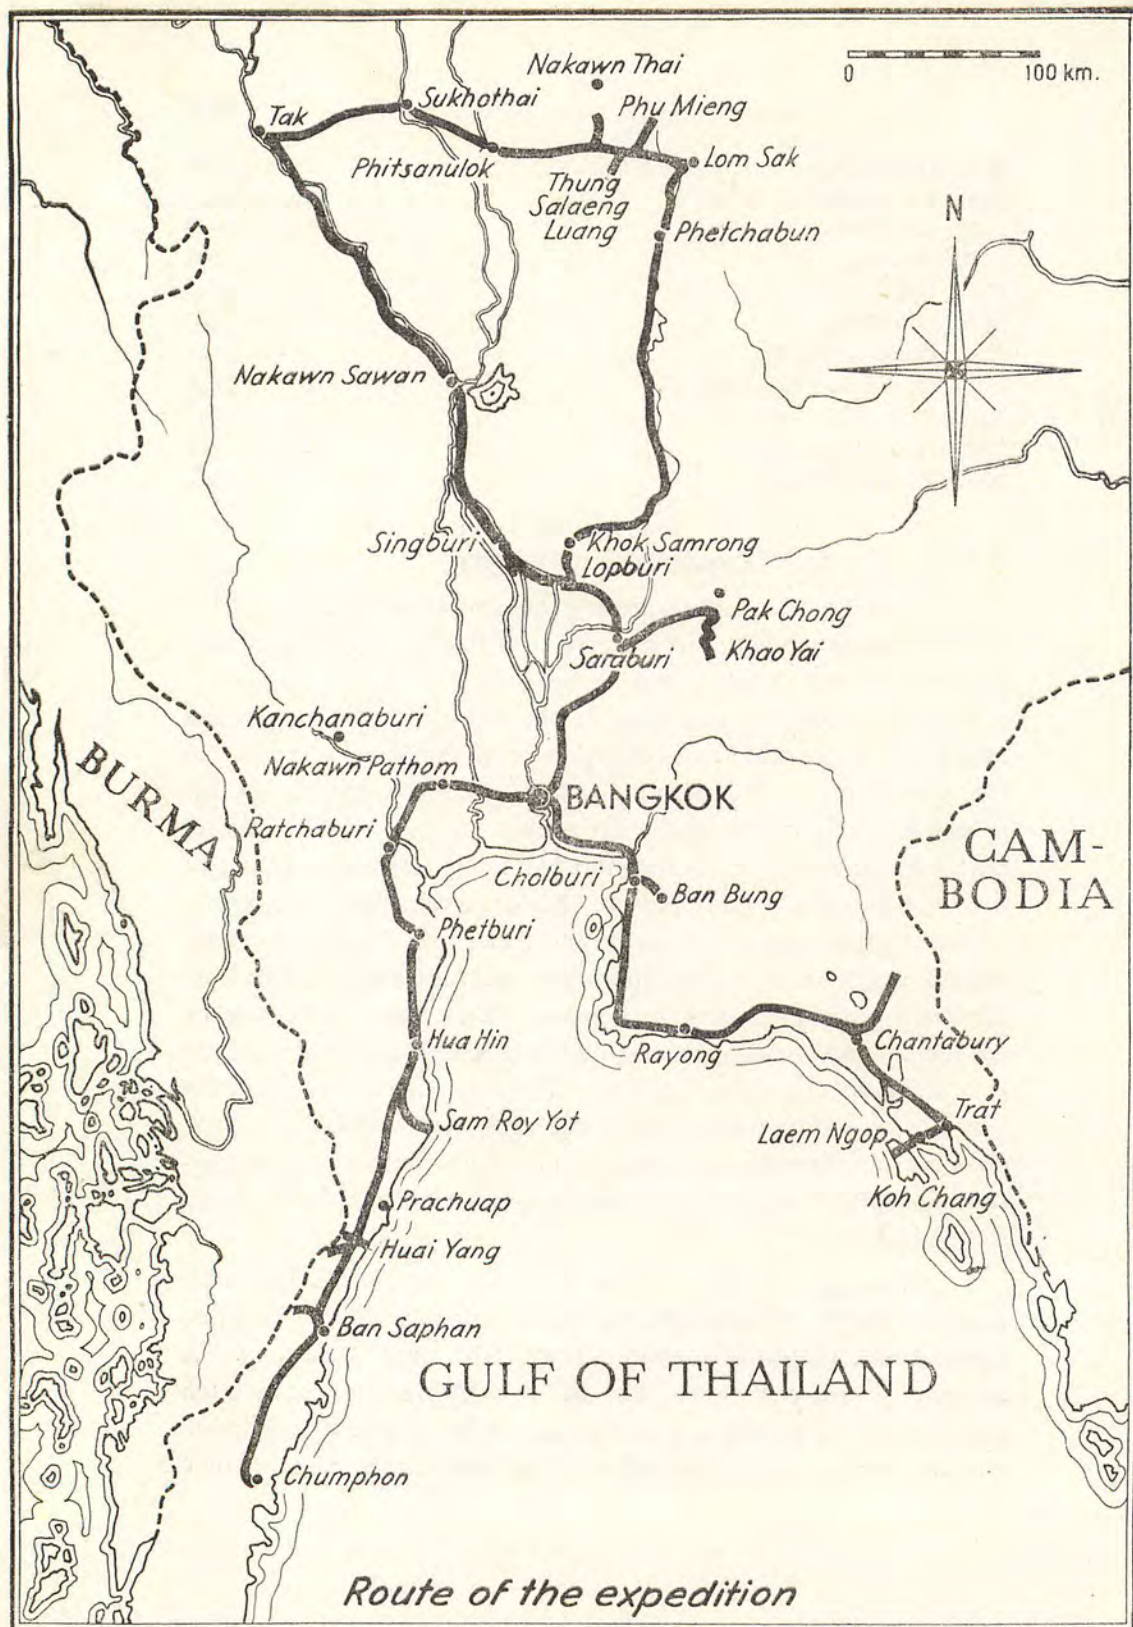 Nakawn Thai
0 100 km.
Sukhothai
Phu Mieng
Tak
Phitsanulok
Lom Sak
Thung
Salaeng
Luang
N
Phetchabun
Nakawn Sawan
Singburi
Khok Samrong
Lopburi
Pak Chong
Saraburi
Khao Yai
Kanchanaburi
BURMA
Nakawn Pathom
BANGKOK
Ratchaburi
CAM-
BODIA
Cholburi
Ban Bung
Phetburi
Hua Hin
Rayong
Chantabury
Sam Roy Yot
Trat
Laem Ngop
Koh Chang
Prachuap
Huai Yang
Ban Saphan
GULF OF THAILAND
Chumphon
Route of the expedition